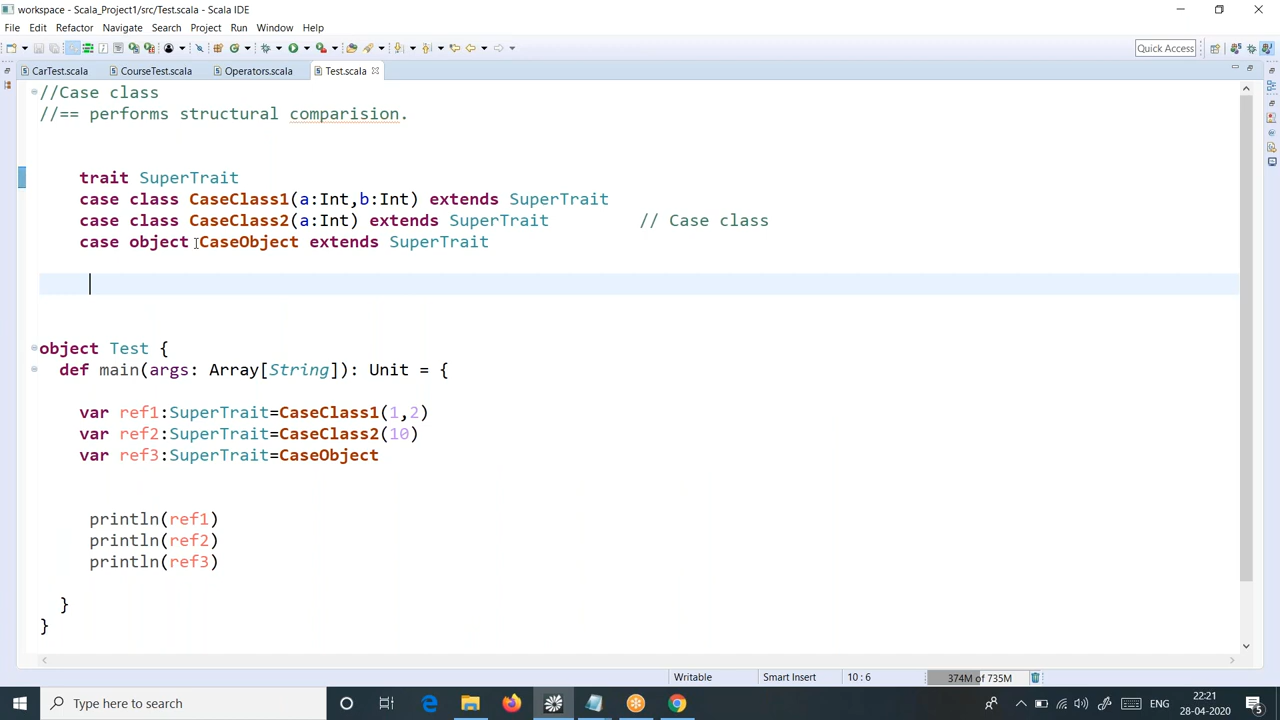 workspace - Scala_Project1/src/Test.scala - Scala IDE
File Edit Refactor Navigate Search Project Run Window Help
Quick Access
CarTest.scala CourseTest.scala Operators.scala Test.scala
//Case class
//== performs structural comparision.
trait SuperTrait
case class CaseClass1(a:Int,b:Int) extends SuperTrait
case class CaseClass2(a:Int) extends SuperTrait // Case class
case object CaseObject extends SuperTrait
object Test {
def main(args: Array[String]): Unit = {
var ref1:SuperTrait=CaseClass1(1,2)
var ref2:SuperTrait=CaseClass2(10)
var ref3:SuperTrait=CaseObject
println(ref1)
println(ref2)
println(ref3)
}
}
Writable Smart Insert 10 : 6 374M of 735M
Type here to search
ENG
22:21
28-04-2020
5